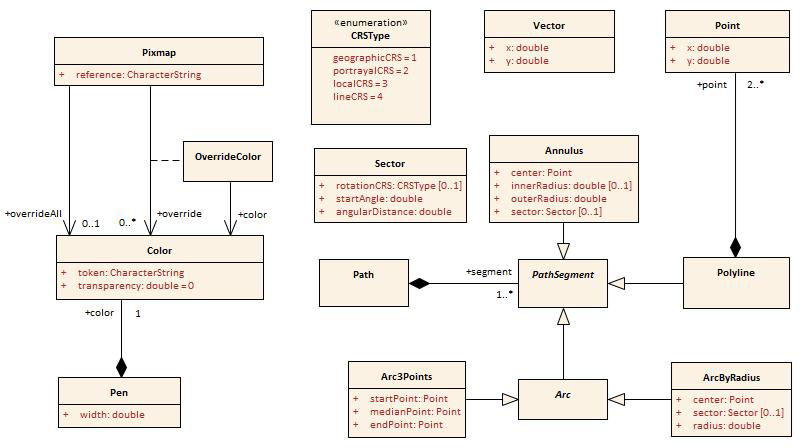 Pixmap
+ reference: CharacterString
OverrideColor
+overrideAll
0..1
0..*
+override
+color
Color
+ token: CharacterString
+ transparency: double = 0
+color
1
Pen
+ width: double
«enumeration»
CRSType
geographicCRS = 1
portrayalCRS = 2
localCRS = 3
lineCRS = 4
Vector
+ x: double
+ y: double
Point
+ x: double
+ y: double
+point
2..*
Sector
+ rotationCRS: CRSType [0..1]
+ startAngle: double
+ angularDistance: double
Annulus
+ center: Point
+ innerRadius: double [0..1]
+ outerRadius: double
+ sector: Sector [0..1]
Path
+segment
1..*
PathSegment
Polyline
Arc3Points
+ startPoint: Point
+ medianPoint: Point
+ endPoint: Point
Arc
ArcByRadius
+ center: Point
+ sector: Sector [0..1]
+ radius: double